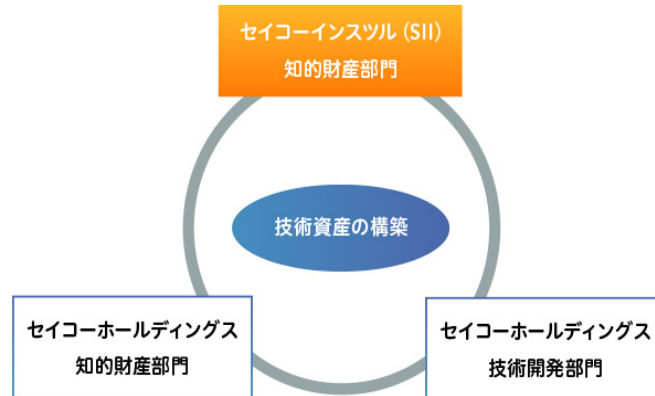 セイコーインスツル (SII)
知的財産部門
技術資産の構築
セイコーホールディングス
知的財産部門
セイコーホールディングス
技術開発部門